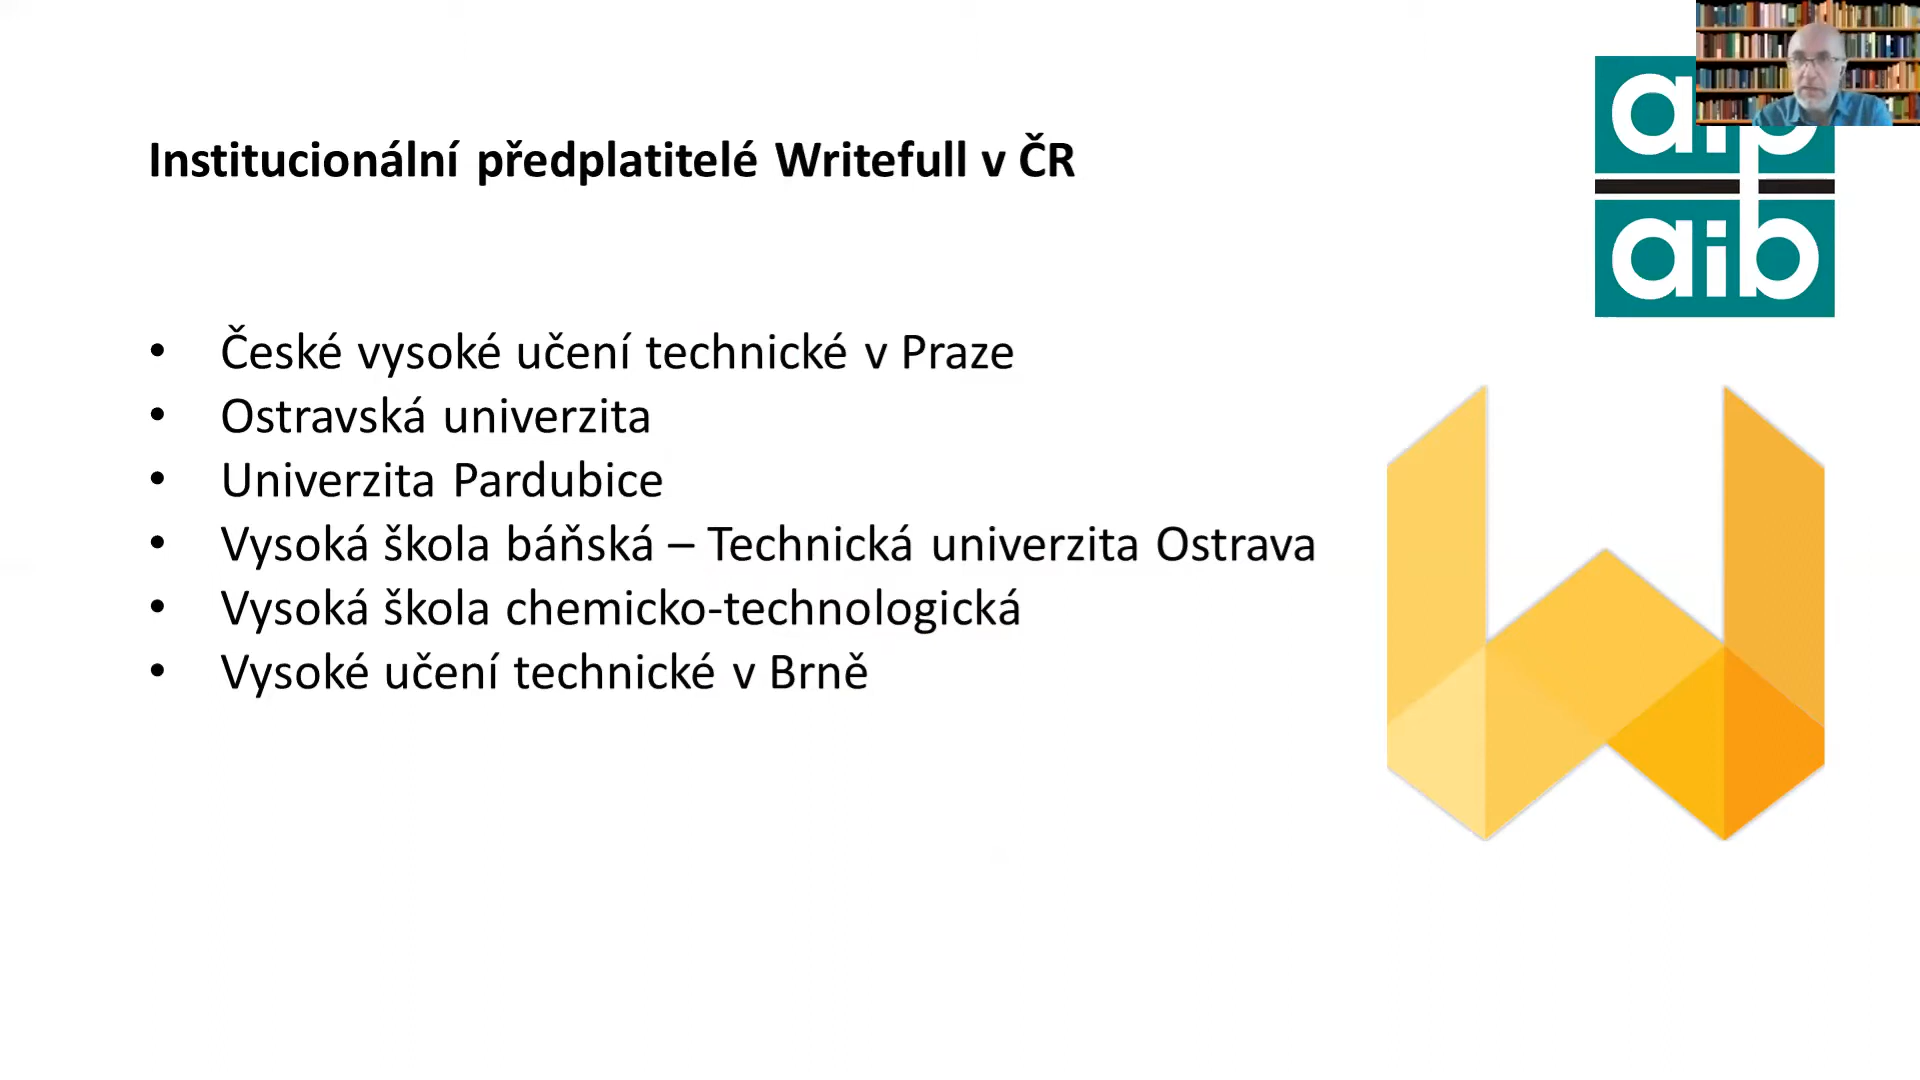 Institucionální předplatitelé Writefull v ČR
aip
aib
• České vysoké učení technické v Praze
• Ostravská univerzita
• Univerzita Pardubice
• Vysoká škola báňská – Technická univerzita Ostrava
• Vysoká škola chemicko-technologická
• Vysoké učení technické v Brně